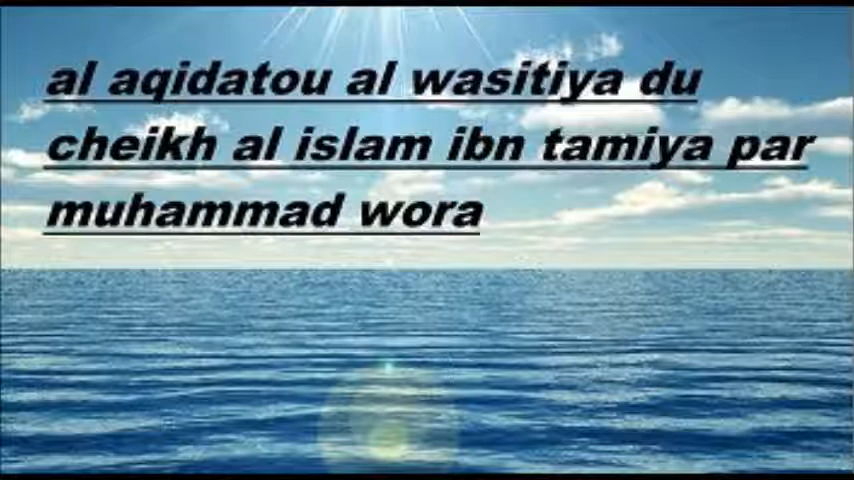 al aqidatou al wasitiya du
cheikh al islam ibn tamiya par
muhammad wora